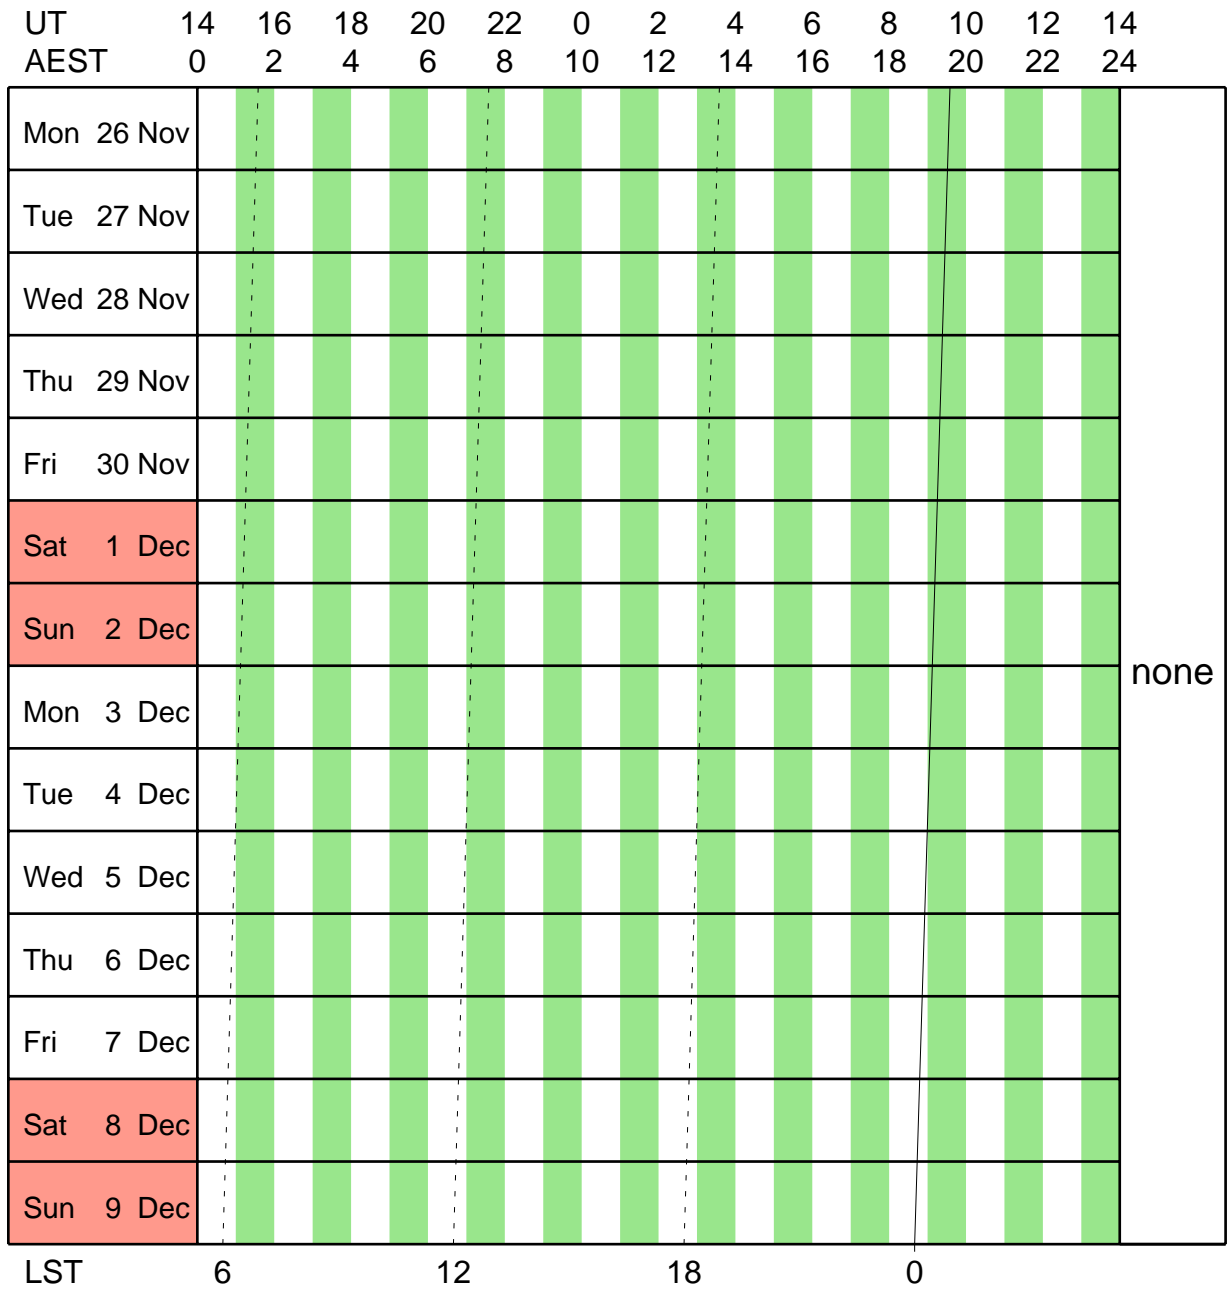 UT 14 16 18 20 22 0 2 4 6 8 10 12 14
AEST 0 2 4 6 8 10 12 14 16 18 20 22 24
Mon 26 Nov
Tue 27 Nov
Wed 28 Nov
Thu 29 Nov
Fri 30 Nov
Sat 1 Dec
Sun 2 Dec
none
Mon 3 Dec
Tue 4 Dec
Wed 5 Dec
Thu 6 Dec
Fri 7 Dec
Sat 8 Dec
Sun 9 Dec
LST 6 12 18 0